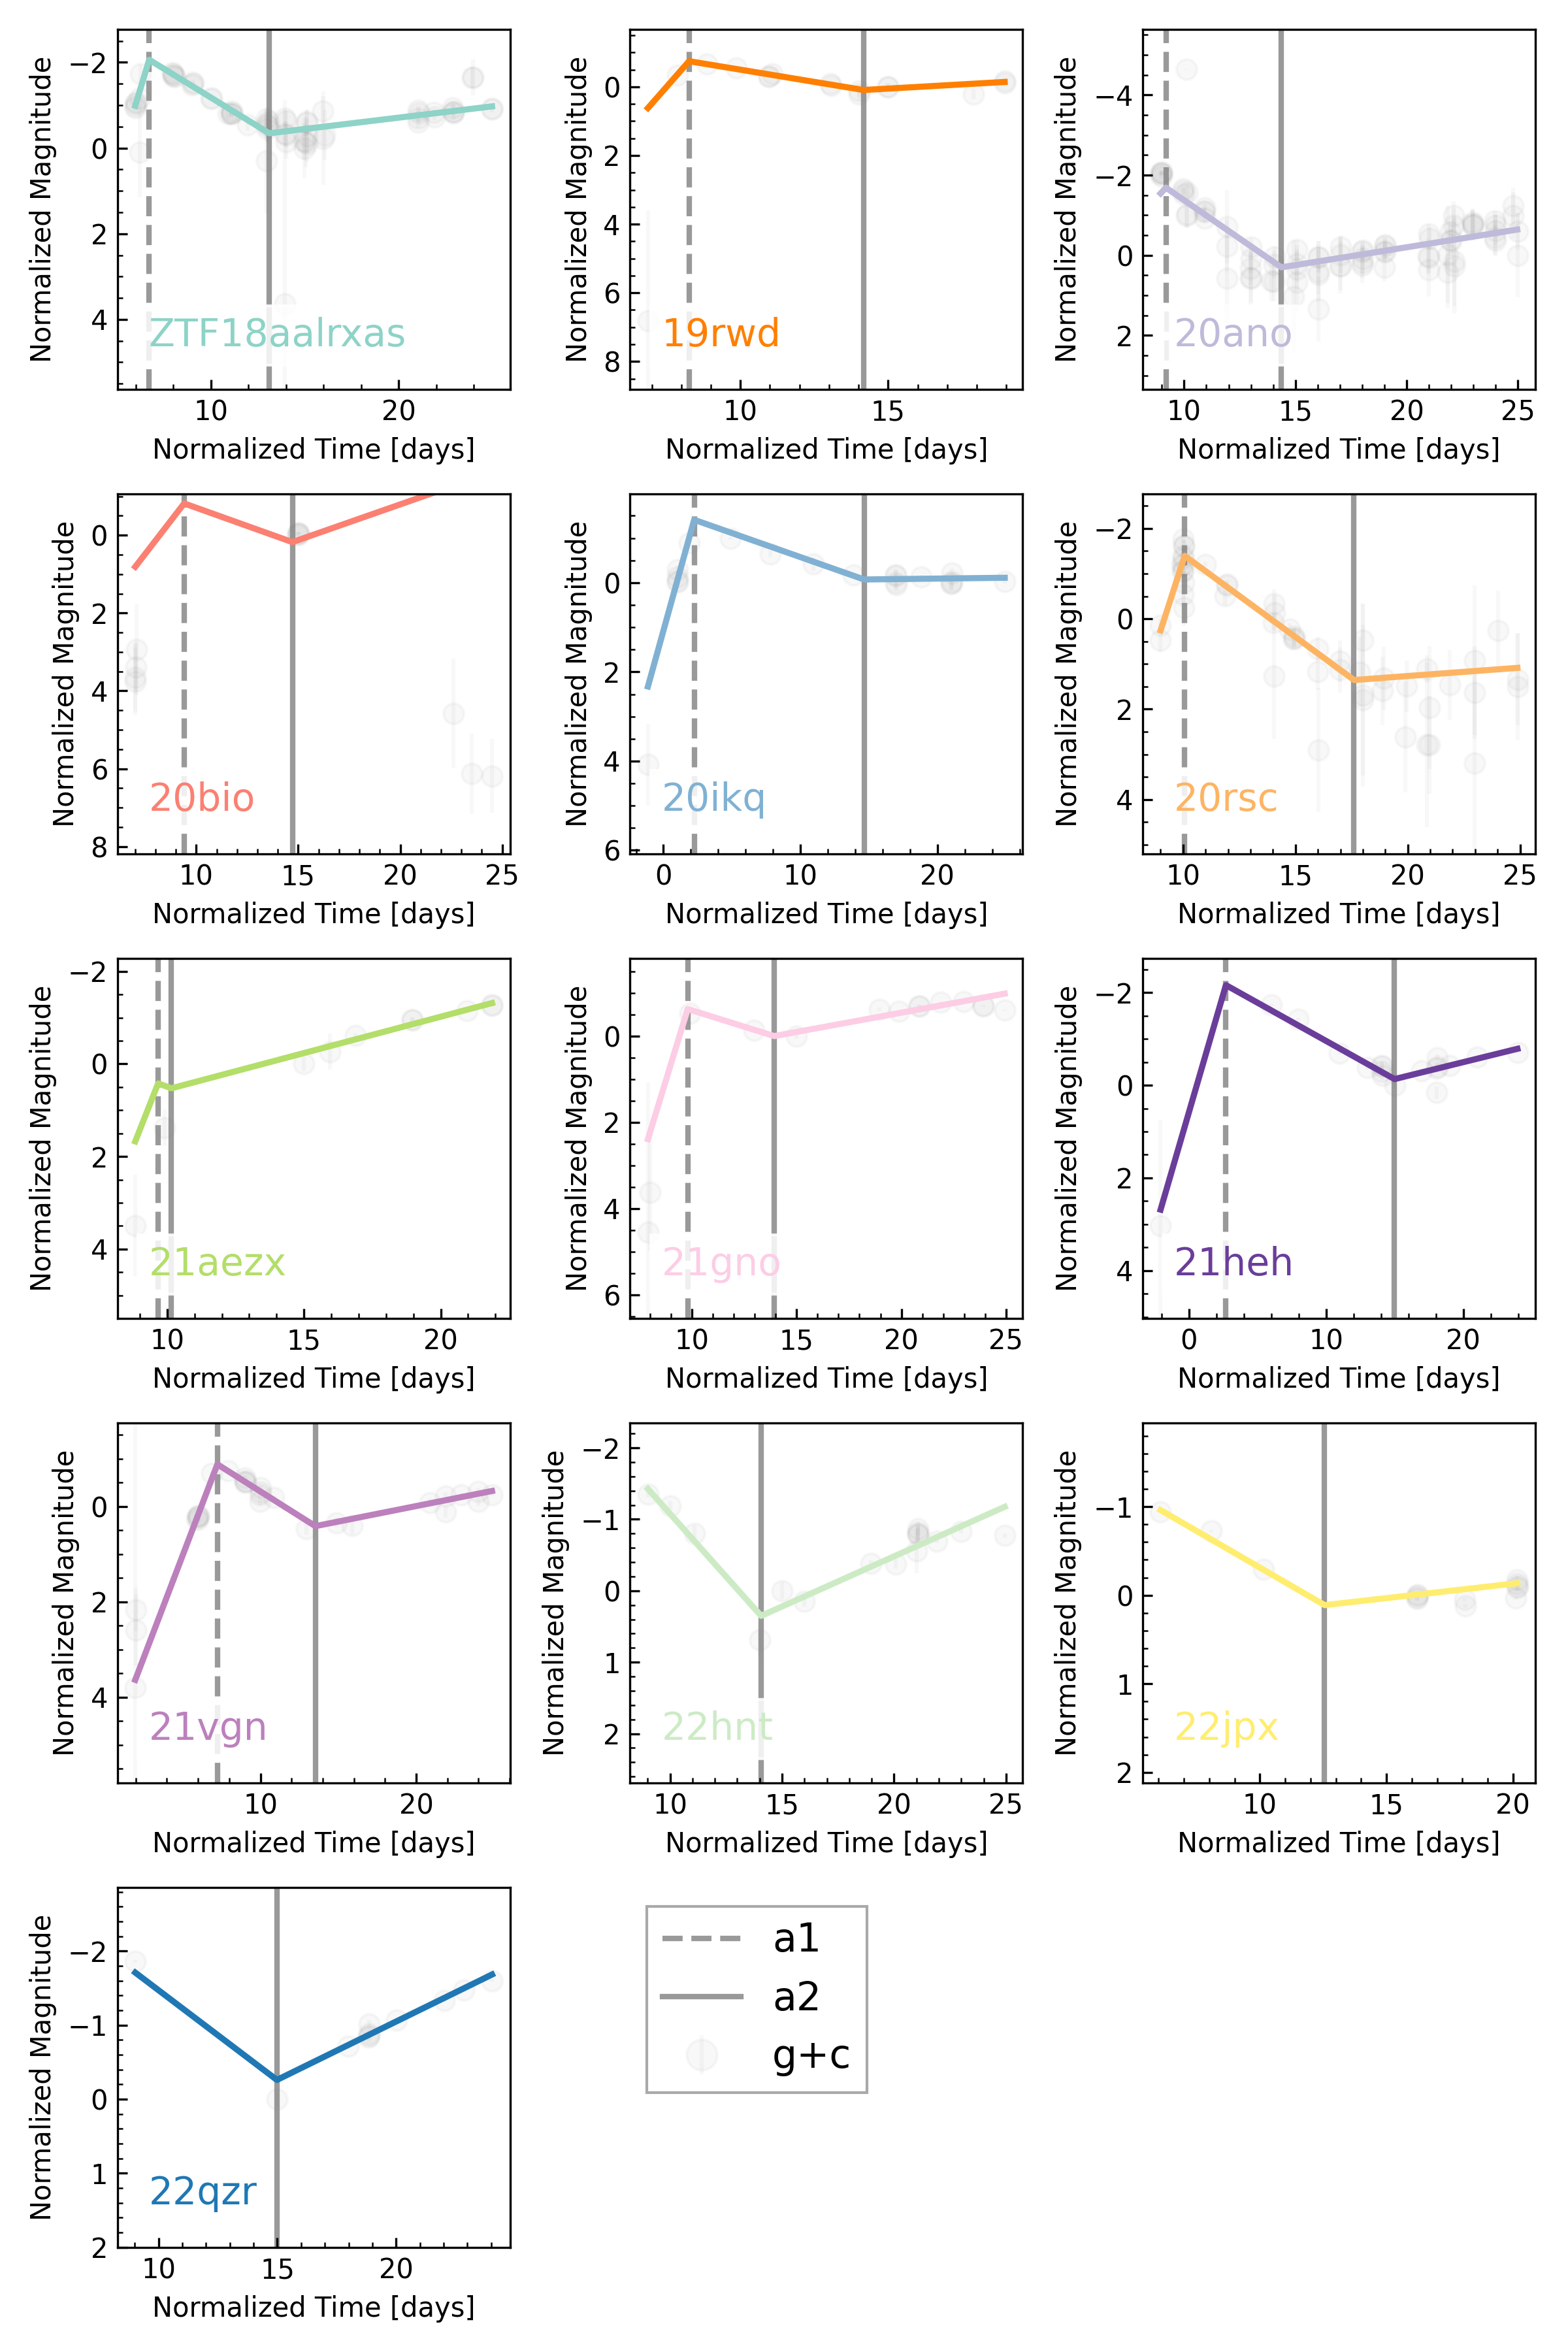 Normalized Magnitude
−2
0
2
4
ZTF18aalrxas
10 20
Normalized Time [days]
Normalized Magnitude
0
2
4
6
8
19rwd
10 15
Normalized Time [days]
Normalized Magnitude
−4
−2
0
2
20ano
10 15 20 25
Normalized Time [days]
Normalized Magnitude
0
2
4
6
8
20bio
10 15 20 25
Normalized Time [days]
Normalized Magnitude
0
2
4
6
20ikq
0 10 20
Normalized Time [days]
Normalized Magnitude
−2
0
2
4
20rsc
10 15 20 25
Normalized Time [days]
Normalized Magnitude
−2
0
2
4
21aezx
10 15 20
Normalized Time [days]
Normalized Magnitude
0
2
4
6
21gno
10 15 20 25
Normalized Time [days]
Normalized Magnitude
−2
0
2
4
21heh
0 10 20
Normalized Time [days]
Normalized Magnitude
0
2
4
21vgn
10 20
Normalized Time [days]
Normalized Magnitude
−2
−1
0
1
2
22hnt
10 15 20 25
Normalized Time [days]
Normalized Magnitude
−1
0
1
2
22jpx
10 15 20
Normalized Time [days]
Normalized Magnitude
−2
−1
0
1
2
22qzr
10 15 20
Normalized Time [days]
a1
a2
g+c